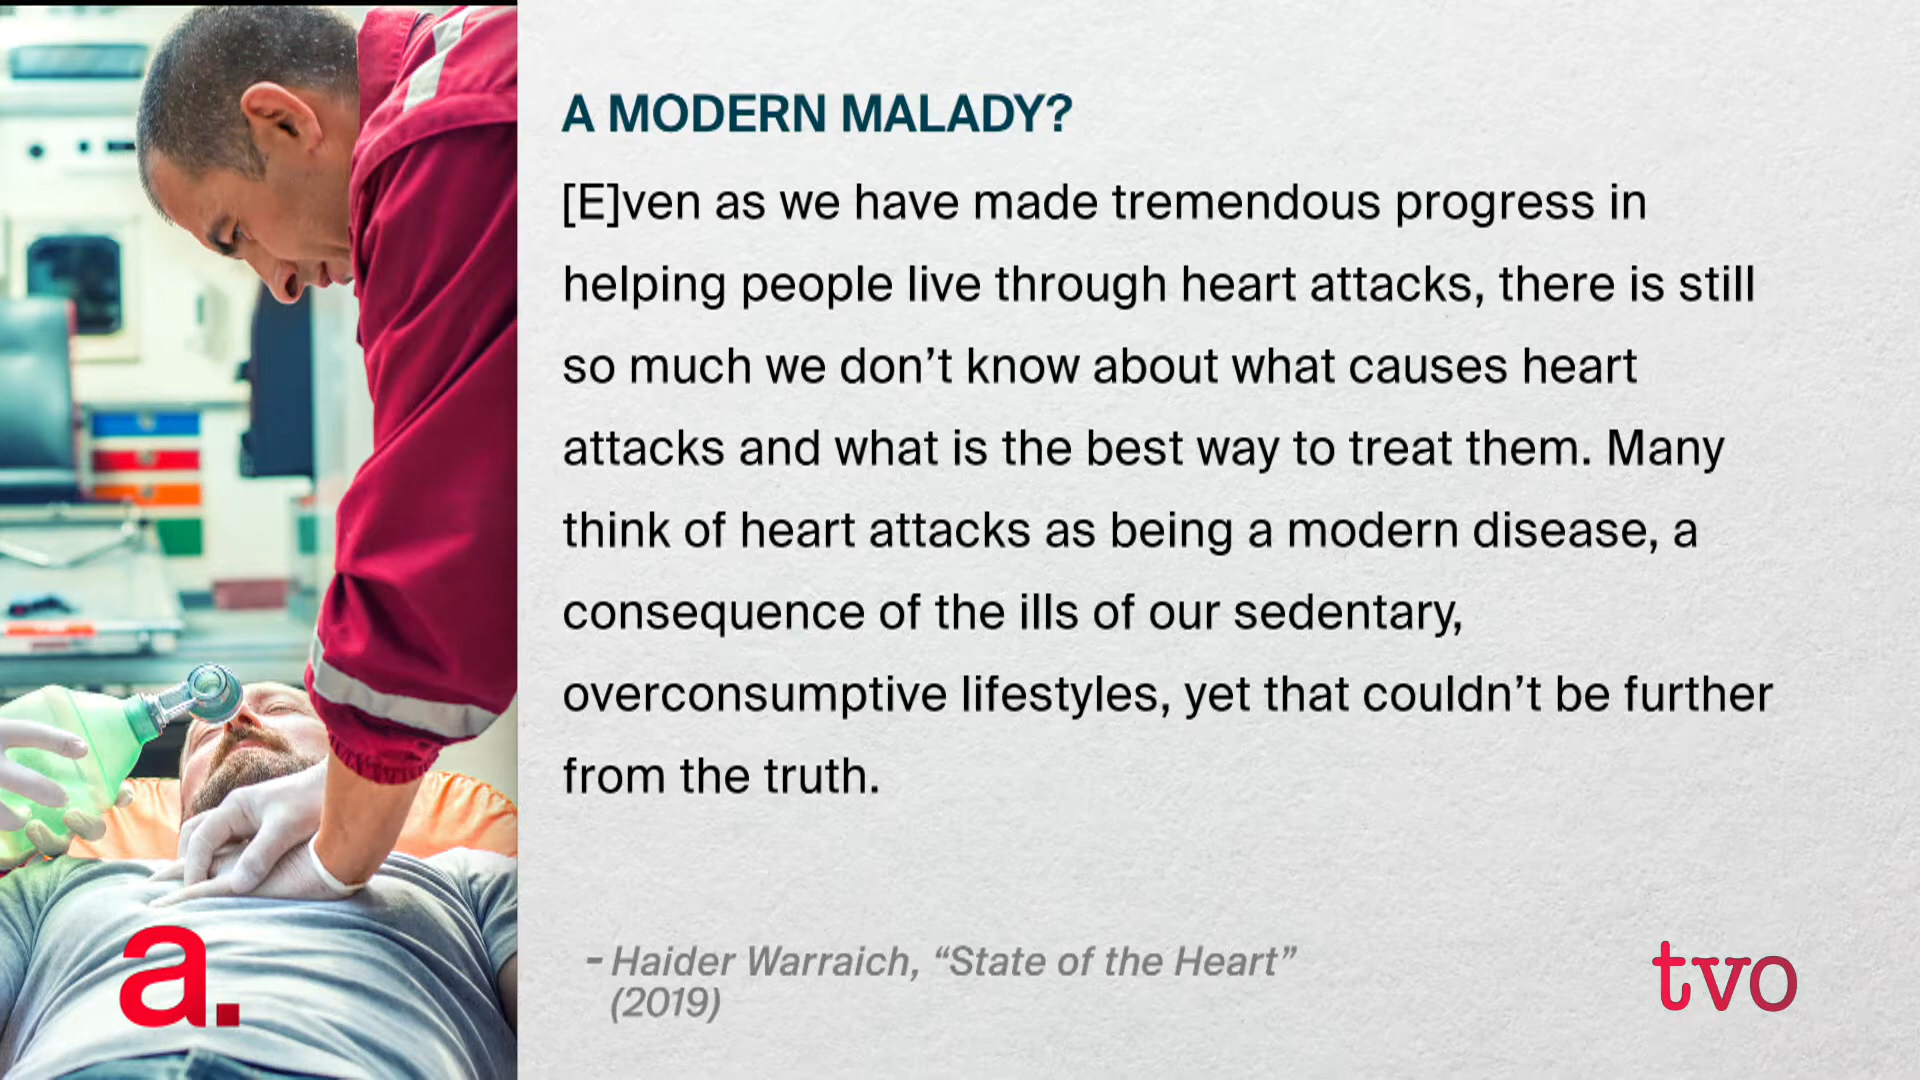 A MODERN MALADY?
[E]ven as we have made tremendous progress in
helping people live through heart attacks, there is still
so much we don’t know about what causes heart
attacks and what is the best way to treat them. Many
think of heart attacks as being a modern disease, a
consequence of the ills of our sedentary,
overconsumptive lifestyles, yet that couldn’t be further
from the truth.
- Haider Warraich, “State of the Heart”
(2019)
a.
tvo